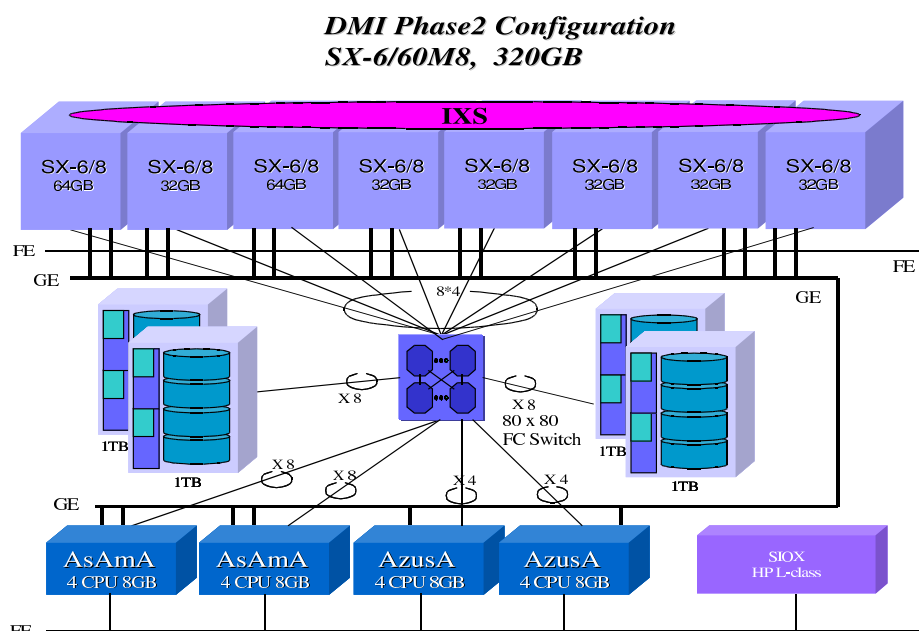 DMI Phase2 Configuration
SX-6/60M8, 320GB
IXS
SX-6/8 SX-6/8 SX-6/8 SX-6/8 SX-6/8 SX-6/8 SX-6/8 SX-6/8
64GB 32GB 64GB 32GB 32GB 32GB 32GB 32GB
FE
FE
GE
8*4
GE
X 8
X 8
80 x 80
FC Switch
1TB
1TB
1TB
1TB
X 8
X 8
X 4
X 4
GE
AsAmA AsAmA AzusA AzusA
4 CPU 8GB 4 CPU 8GB 4 CPU 8GB 4 CPU 8GB
SIOX
HP L-class
FE